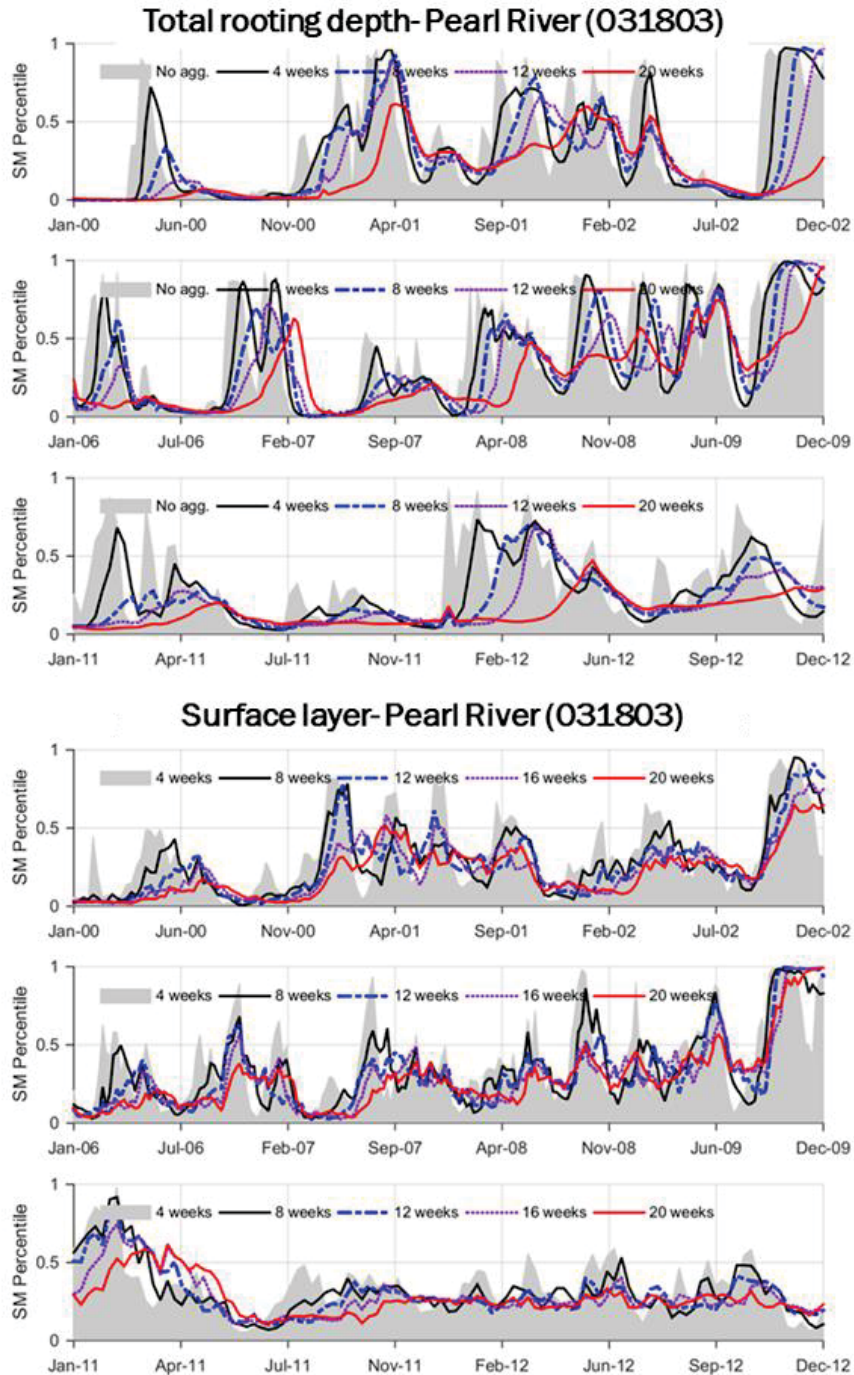 Total rooting depth- Pearl River (031803)
1
No agg. 4 weeks weeks 12 weeks 20 weeks
0.5
SM Percentile
0
Jan-00 Jun-00 Nov-00 Apr-01 Sep-01 Feb-02 Jul-02 Dec-02
1
No agg. weeks 8 weeks 12 weeks 20 weeks
0.5
SM Percentile
0
Jan-06 Jul-06 Feb-07 Sep-07 Apr-08 Nov-08 Jun-09 Dec-09
1
No agg. 4 weeks 8 weeks 12 weeks 20 weeks
0.5
SM Percentile
0
Jan-11 Apr-11 Jul-11 Nov-11 Feb-12 Jun-12 Sep-12 Dec-12
Surface layer- Pearl River (031803)
1
4 weeks 8 weeks 12 weeks 16 weeks 20 weeks
0.5
SM Percentile
0
Jan-00 Jun-00 Nov-00 Apr-01 Sep-01 Feb-02 Jul-02 Dec-02
1
4 weeks 8 weeks 12 weeks 16 weeks 20 weeks
0.5
SM Percentile
0
Jan-06 Jul-06 Feb-07 Sep-07 Apr-08 Nov-08 Jun-09 Dec-09
1
4 weeks 8 weeks 12 weeks 16 weeks 20 weeks
0.5
SM Percentile
0
Jan-11 Apr-11 Jul-11 Nov-11 Feb-12 Jun-12 Sep-12 Dec-12